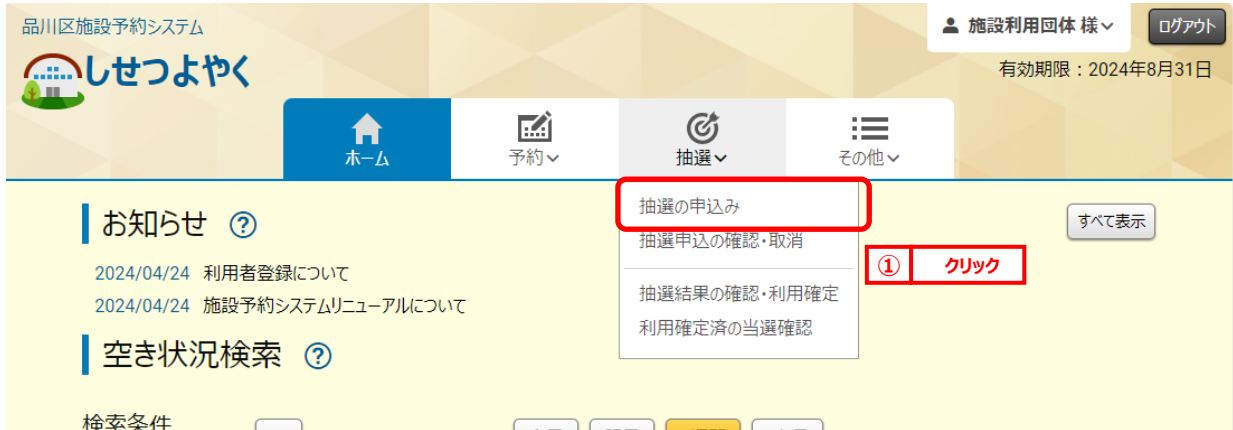 品川区施設予約システム
施設利用団体 様
ログアウト
しせつよやく
有効期限：2024年8月31日
ホーム
予約
抽選
その他
抽選の申込み
抽選申込の確認・取消
抽選結果の確認・利用確定
利用確定済の当選確認
① クリック
お知らせ ?
すべて表示
2024/04/24 利用者登録について
2024/04/24 施設予約システムリニューアルについて
空き状況検索 ?
検索条件